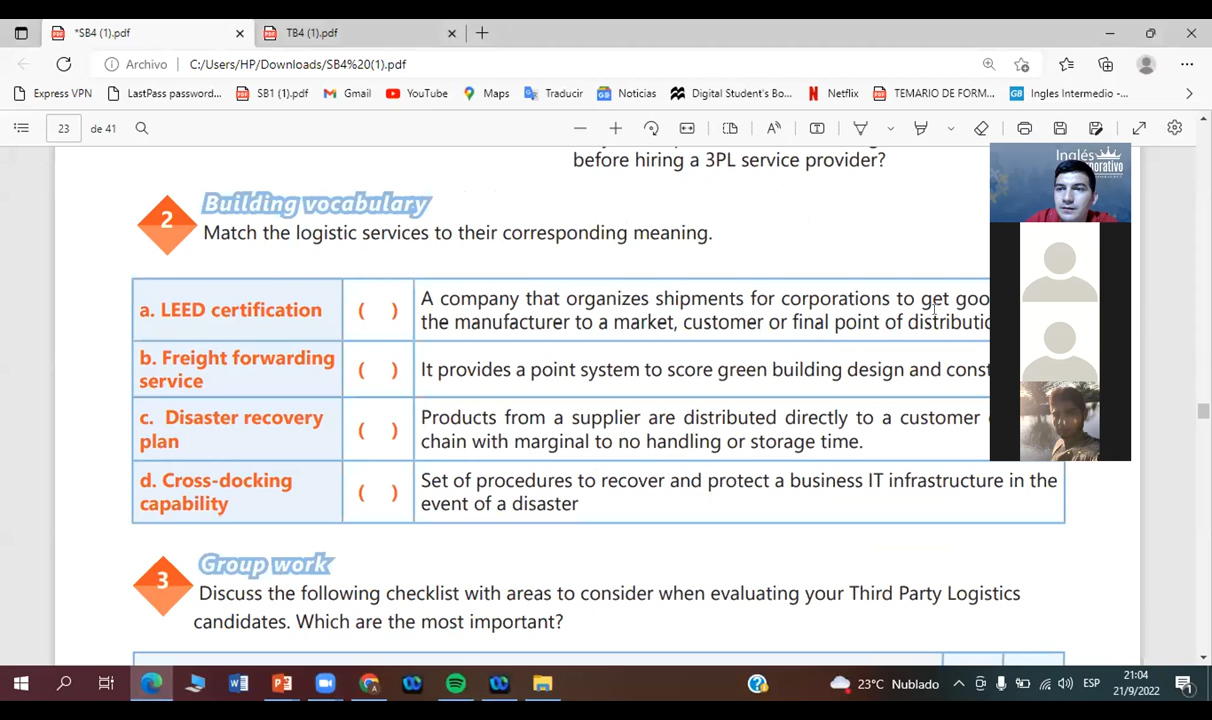 *SB4 (1).pdf
TB4 (1).pdf
Archivo C:/Users/HP/Downloads/SB4%20(1).pdf
Express VPN LastPass password... SB1 (1).pdf Gmail YouTube Maps Traducir Noticias Digital Student's Bo... Netflix TEMARIO DE FORM... Ingles Intermedio -...
23 de 41
before hiring a 3PL service provider?
Inglés
2 Building vocabulary
Match the logistic services to their corresponding meaning.
a. LEED certification ( ) A company that organizes shipments for corporations to get goo
the manufacturer to a market, customer or final point of distributi
b. Freight forwarding
service ( ) It provides a point system to score green building design and const
c. Disaster recovery
plan ( ) Products from a supplier are distributed directly to a customer
chain with marginal to no handling or storage time.
d. Cross-docking
capability ( ) Set of procedures to recover and protect a business IT infrastructure in the
event of a disaster
3 Group work
Discuss the following checklist with areas to consider when evaluating your Third Party Logistics
candidates. Which are the most important?
23°C Nublado ESP 21:04
21/9/2022